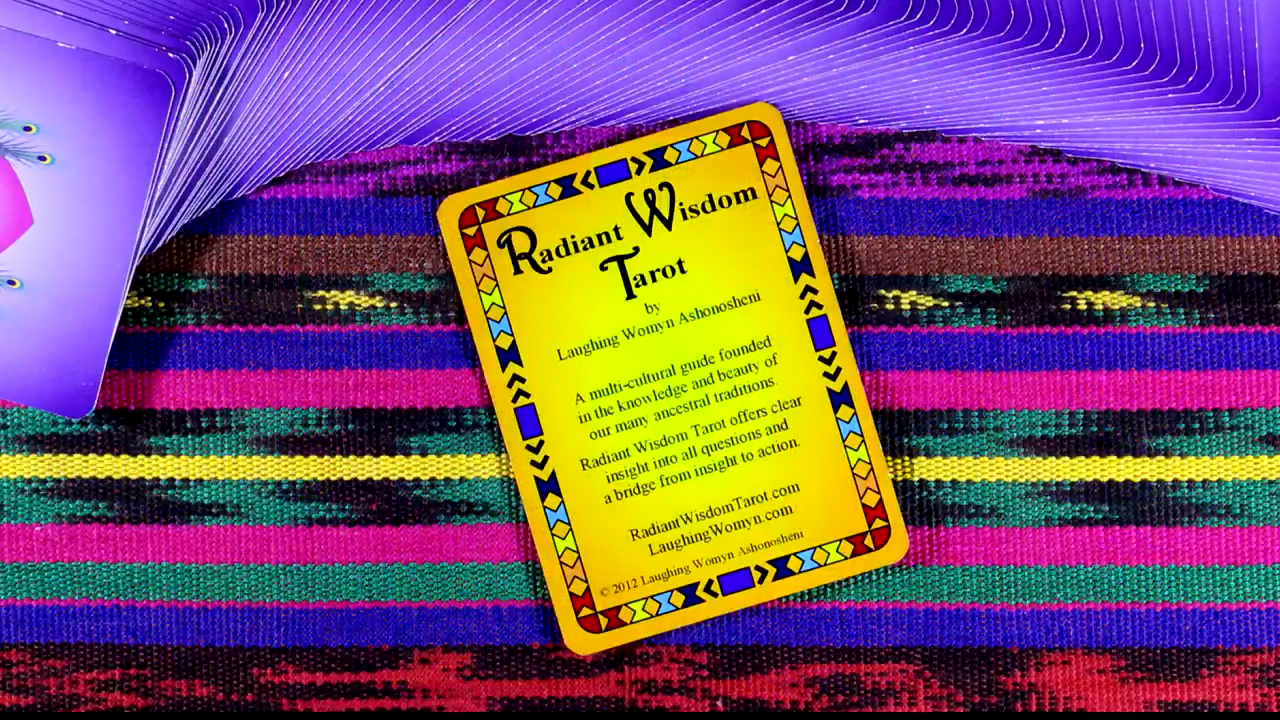 Radiant Wisdom
Tarot
by
Laughing Womyn Ashonosheni
A multi-cultural guide founded
in the knowledge and beauty of
our many ancestral traditions.
Radiant Wisdom Tarot offers clear
insight into all questions and
a bridge from insight to action.
RadiantWisdomTarot.com
LaughingWomyn.com
© 2012 Laughing Womyn Ashonosheni